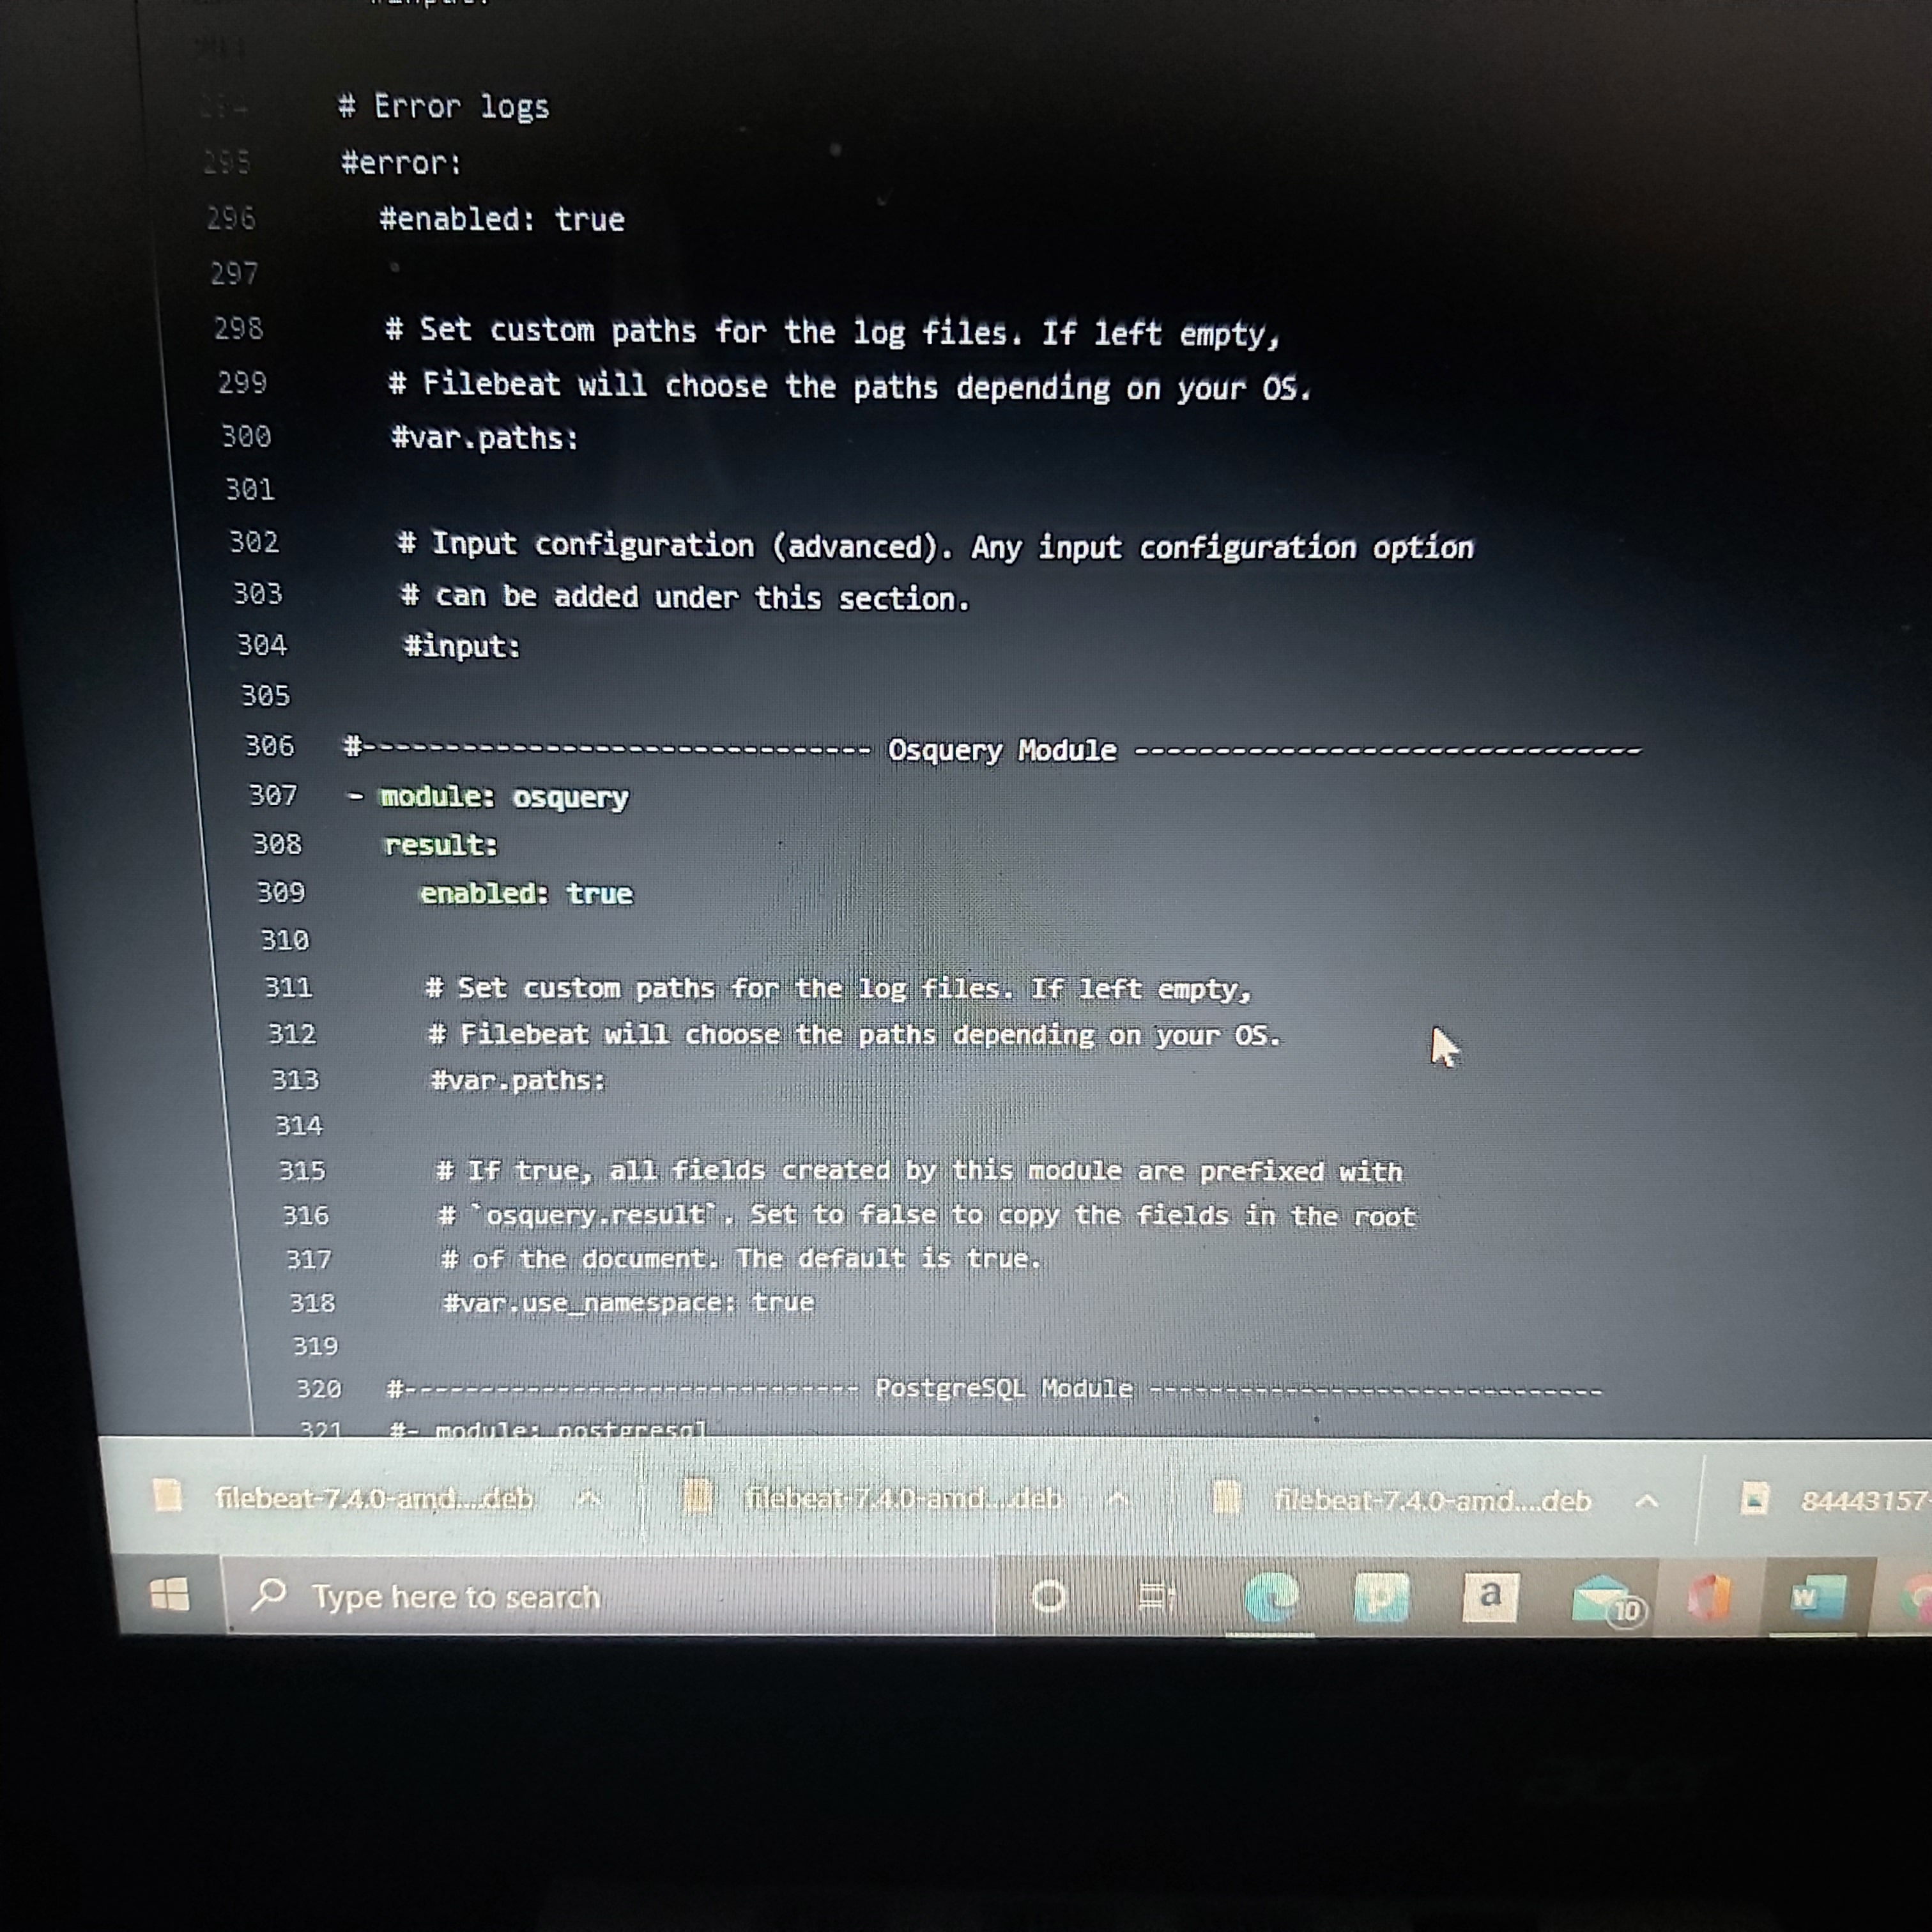 # Error logs
295 #error:
296 #enabled: true
297
298 # Set custom paths for the log files. If left empty,
299 # Filebeat will choose the paths depending on your OS.
300 #var.paths:
301
302 # Input configuration (advanced). Any input configuration option
303 # can be added under this section.
304 #input:
305
306 #------------------------------- Osquery Module -------------------------------
307 - module: osquery
308 result:
309 enabled: true
310
311 # Set custom paths for the log files. If left empty,
312 # Filebeat will choose the paths depending on your OS.
313 #var.paths:
314
315 # If true, all fields created by this module are prefixed with
316 # `osquery.result`. Set to false to copy the fields in the root
317 # of the document. The default is true.
318 #var.use_namespace: true
319
320 #------------------------------ PostgreSQL Module ------------------------------
321 #- module: postgresql
filebeat-7.4.0-amd....deb filebeat-7.4.0-amd....deb filebeat-7.4.0-amd....deb 84443157
Type here to search a 10 W